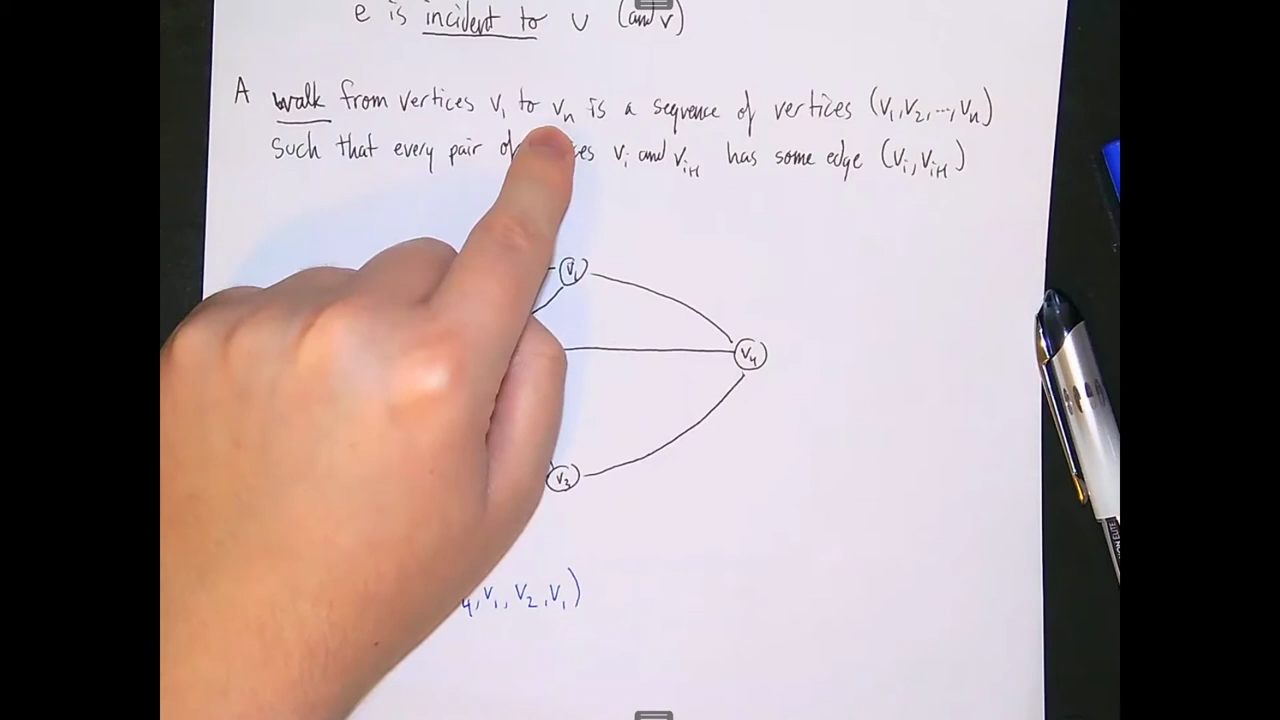 e is incident to u (and v)
A walk from vertices v₁ to vₙ is a sequence of vertices (v₁, v₂, ..., vₙ)
such that every pair of vᵢ and vᵢ₊₁ has some edge (vᵢ, vᵢ₊₁)
v₁
v₄
v₃
₄, v₁, v₂, v₁)